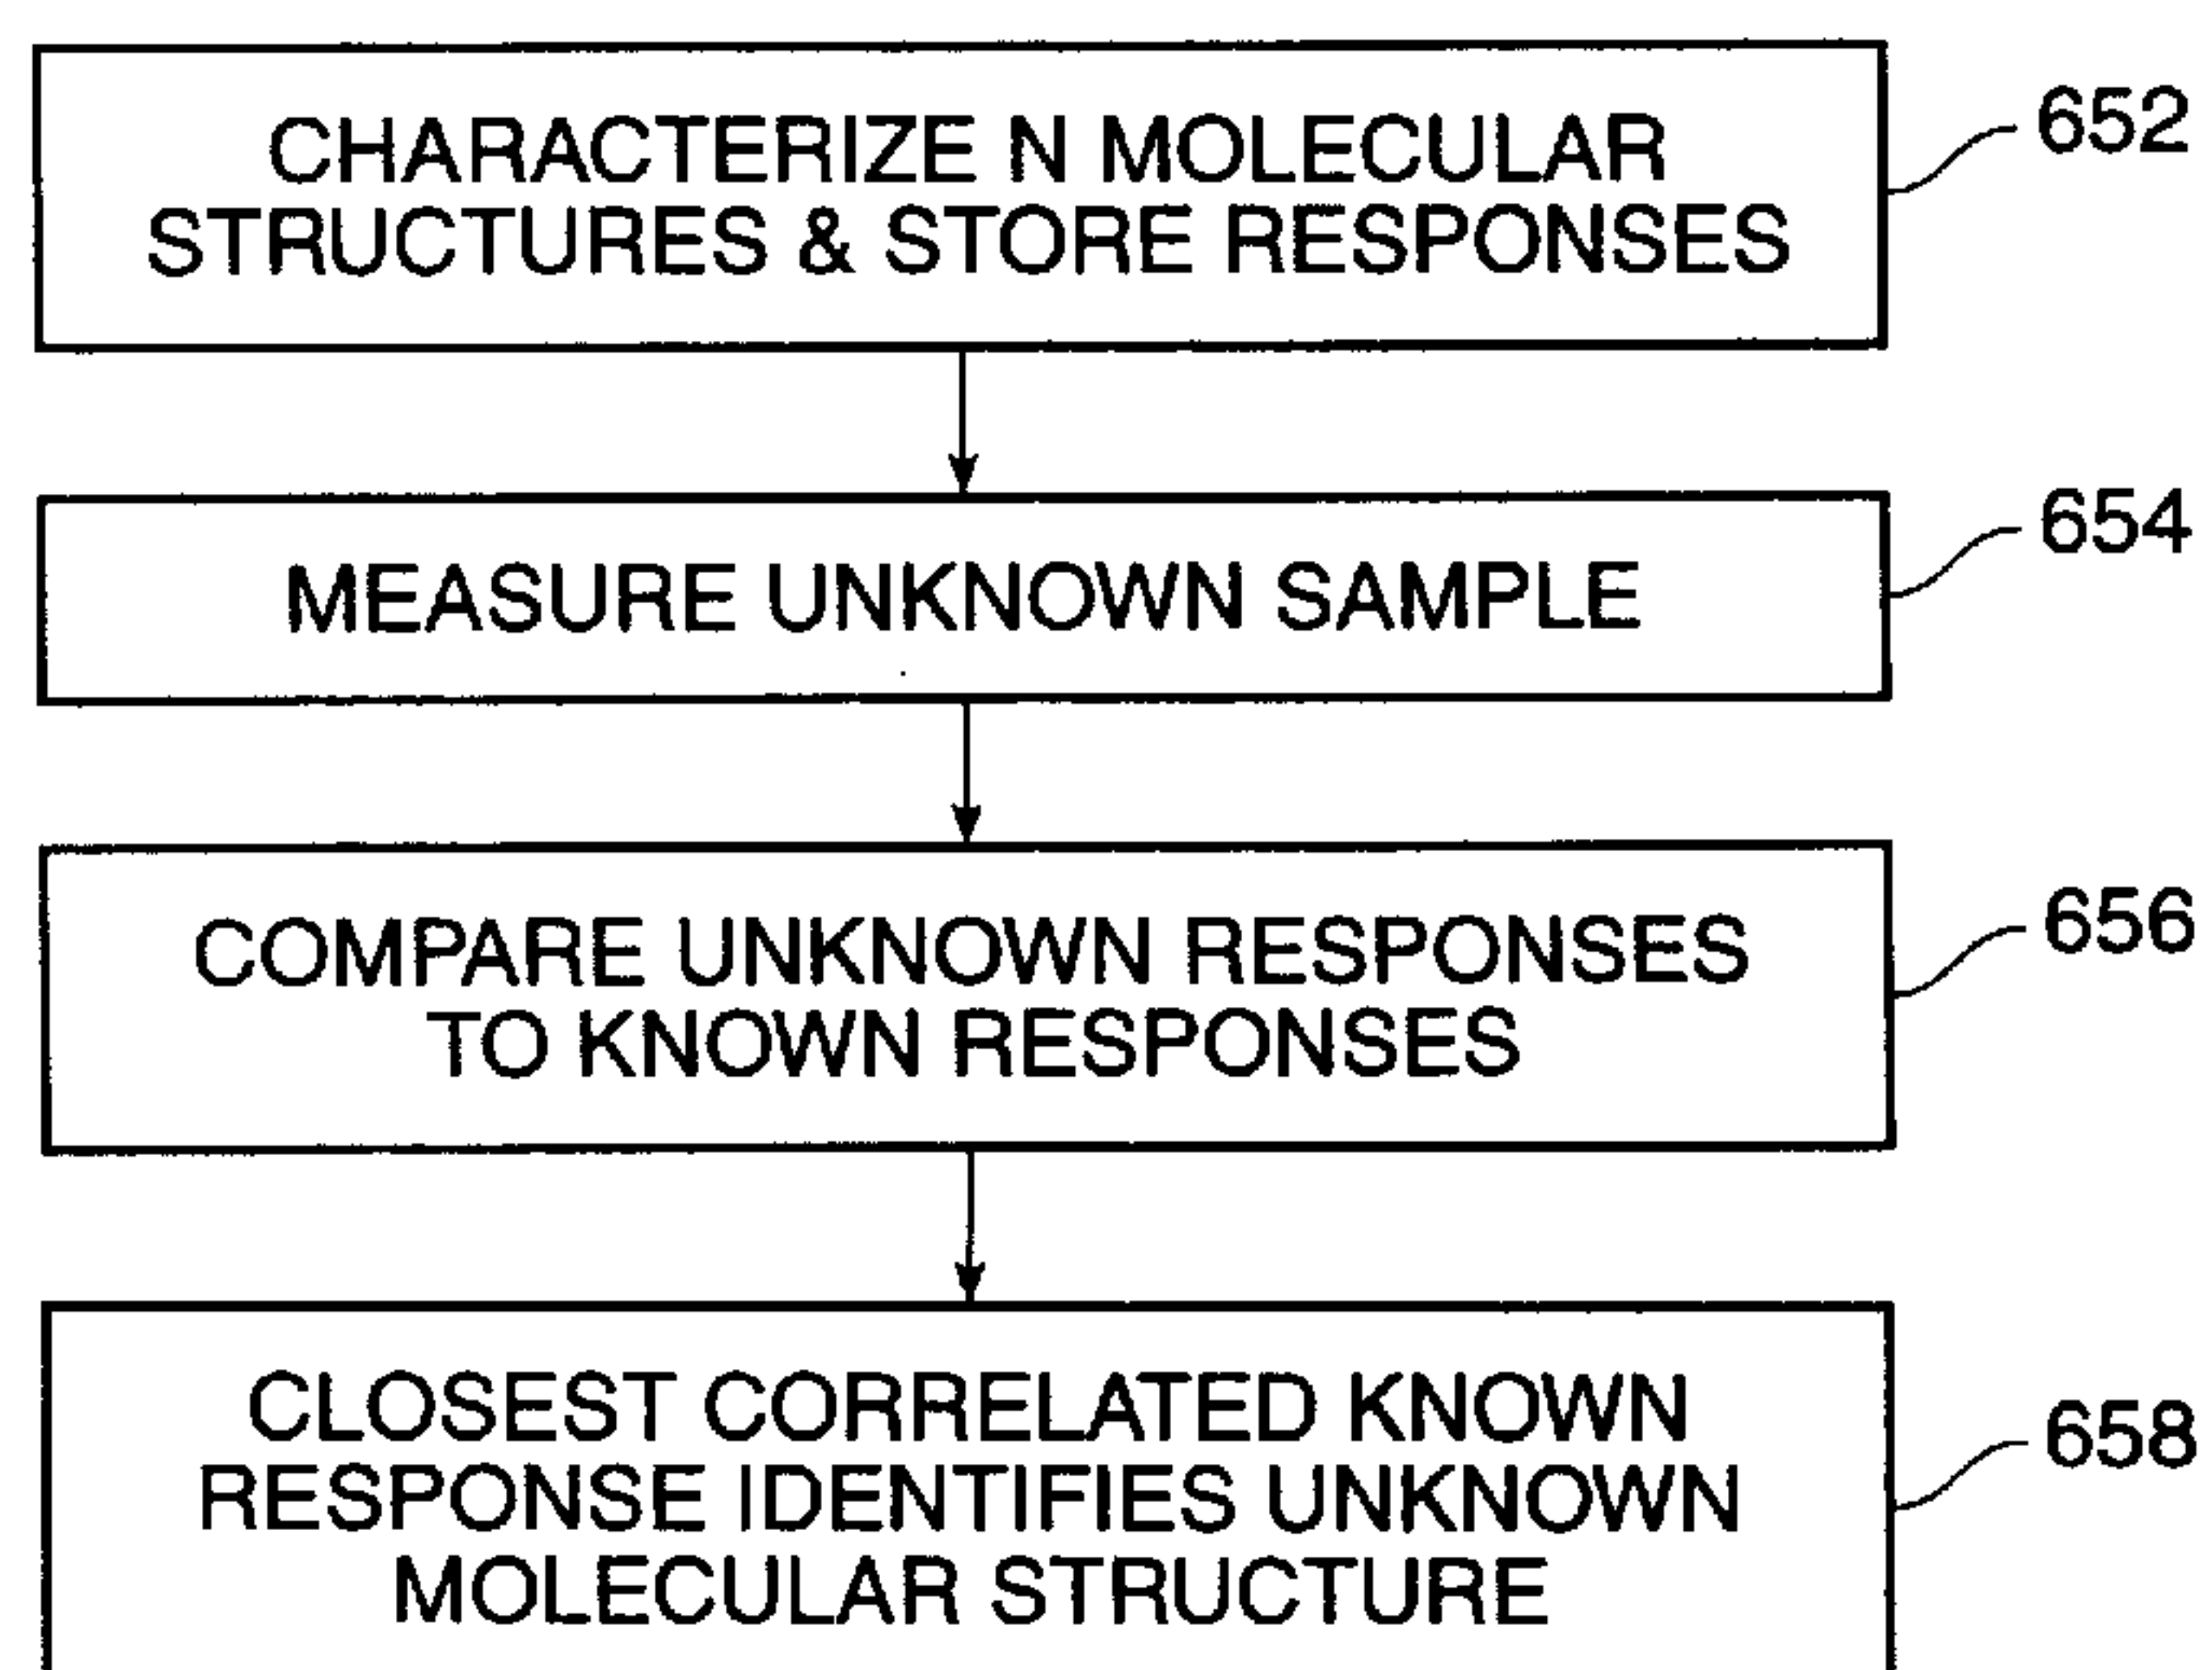 CHARACTERIZE N MOLECULAR
STRUCTURES & STORE RESPONSES
652
MEASURE UNKNOWN SAMPLE
654
COMPARE UNKNOWN RESPONSES
TO KNOWN RESPONSES
656
CLOSEST CORRELATED KNOWN
RESPONSE IDENTIFIES UNKNOWN
MOLECULAR STRUCTURE
658